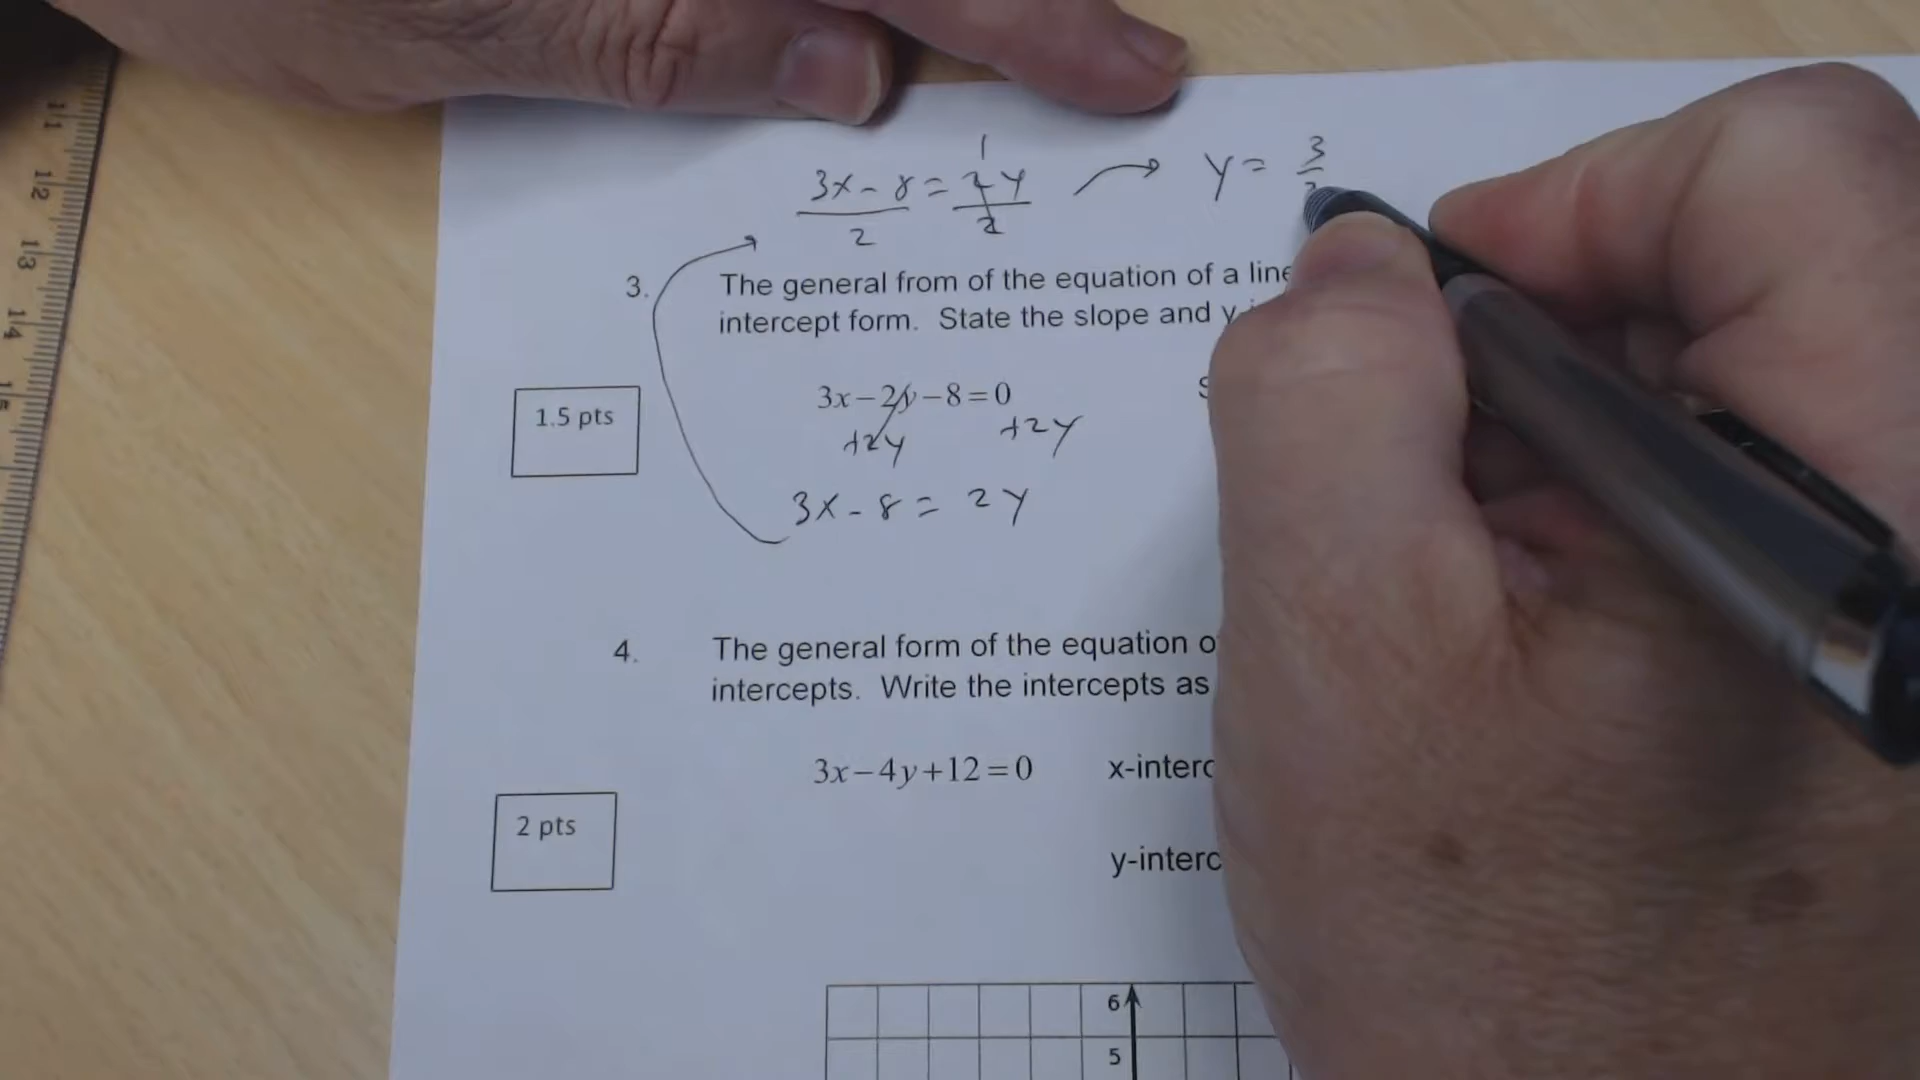 1
3x - 8 = 2y → y = 3
2 2
3. The general from of the equation of a line
intercept form. State the slope and y-
1.5 pts
3x − 2y − 8 = 0
+2y +2y
3x - 8 = 2y
4. The general form of the equation o
intercepts. Write the intercepts as
3x − 4y + 12 = 0 x-interc
2 pts
y-interc
6
5
11
12
13
14
15